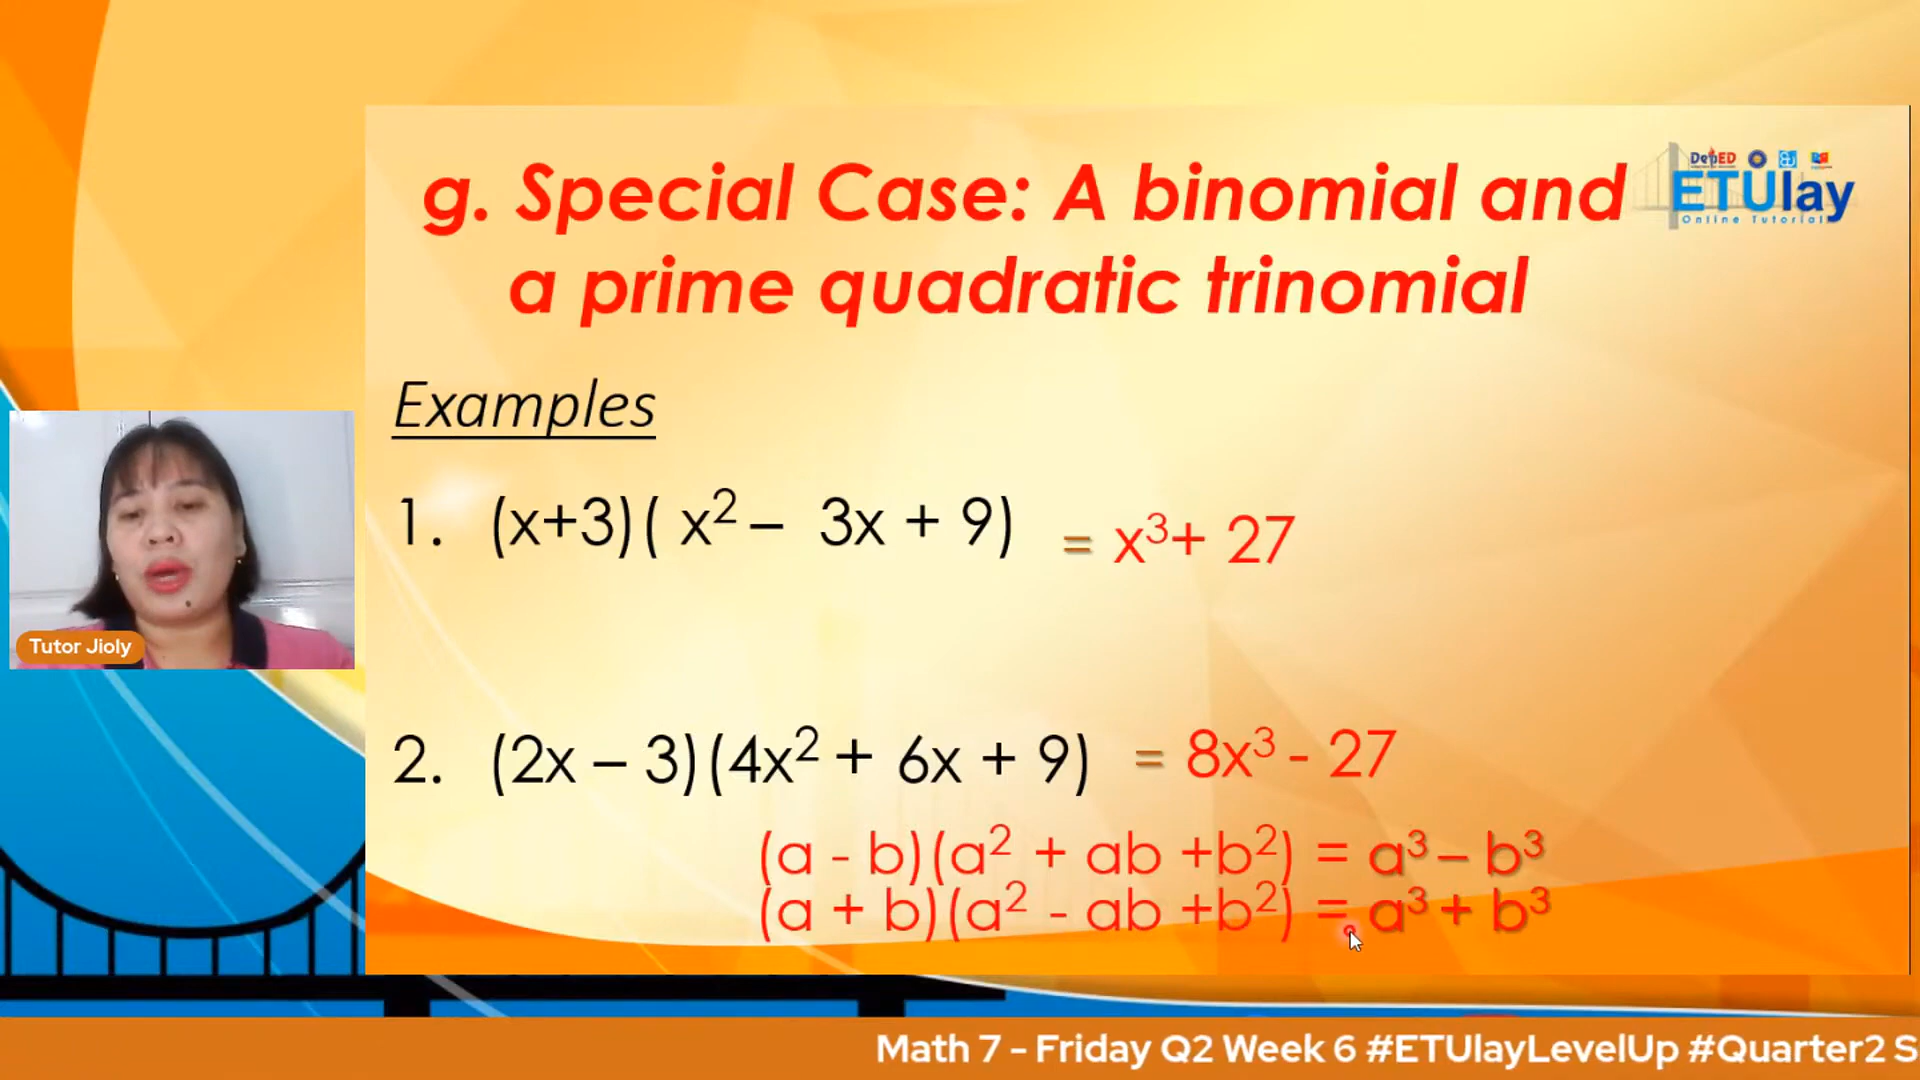 g. Special Case: A binomial and
a prime quadratic trinomial
DepED
ETUlay
Online Tutorial
Examples
1. (x+3)( x² – 3x + 9) = x³+ 27
2. (2x – 3)(4x² + 6x + 9) = 8x³ - 27
(a - b)(a² + ab +b²) = a³ – b³
(a + b)(a² - ab +b²) = a³ + b³
Tutor Jioly
Math 7 - Friday Q2 Week 6 #ETUlayLevelUp #Quarter2 S